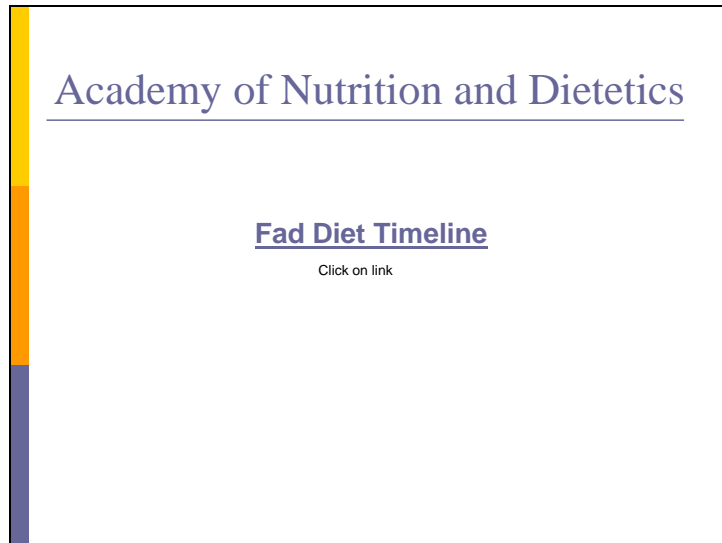 Academy of Nutrition and Dietetics
Fad Diet Timeline
Click on link